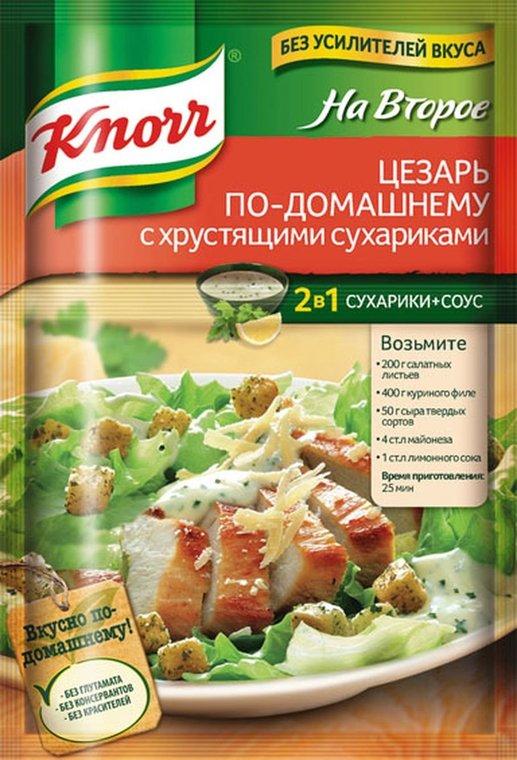 БЕЗ УСИЛИТЕЛЕЙ ВКУСА
Knorr®
На Второе
ЦЕЗАРЬ
ПО-ДОМАШНЕМУ
с хрустящими сухариками
2в1 СУХАРИКИ+СОУС
Возьмите
•200 г салатных
листьев
•400 г куриного филе
•50 г сыра твердых
сортов
•4 ст.л майонеза
•1 ст.л лимонного сока
Время приготовления:
25 мин
Вкусно по-
домашнему!
- БЕЗ ГЛУТАМАТА
- БЕЗ КОНСЕРВАНТОВ
- БЕЗ КРАСИТЕЛЕЙ